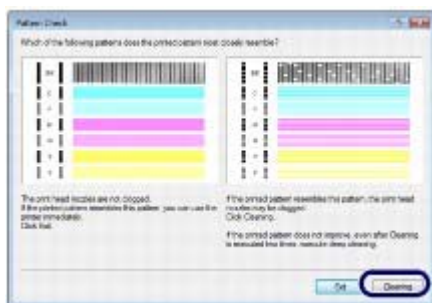 Pattern Check
Which of the following patterns does the printed pattern most closely resemble?
The print head nozzles are not clogged.
If the printed pattern resembles this pattern, you can use the
printer immediately.
Click Exit.
If the printed pattern resembles this pattern, the print head
nozzles may be clogged.
Click Cleaning.
If the printed pattern does not improve, even after Cleaning
is executed two times, execute deep cleaning.
Exit
Cleaning